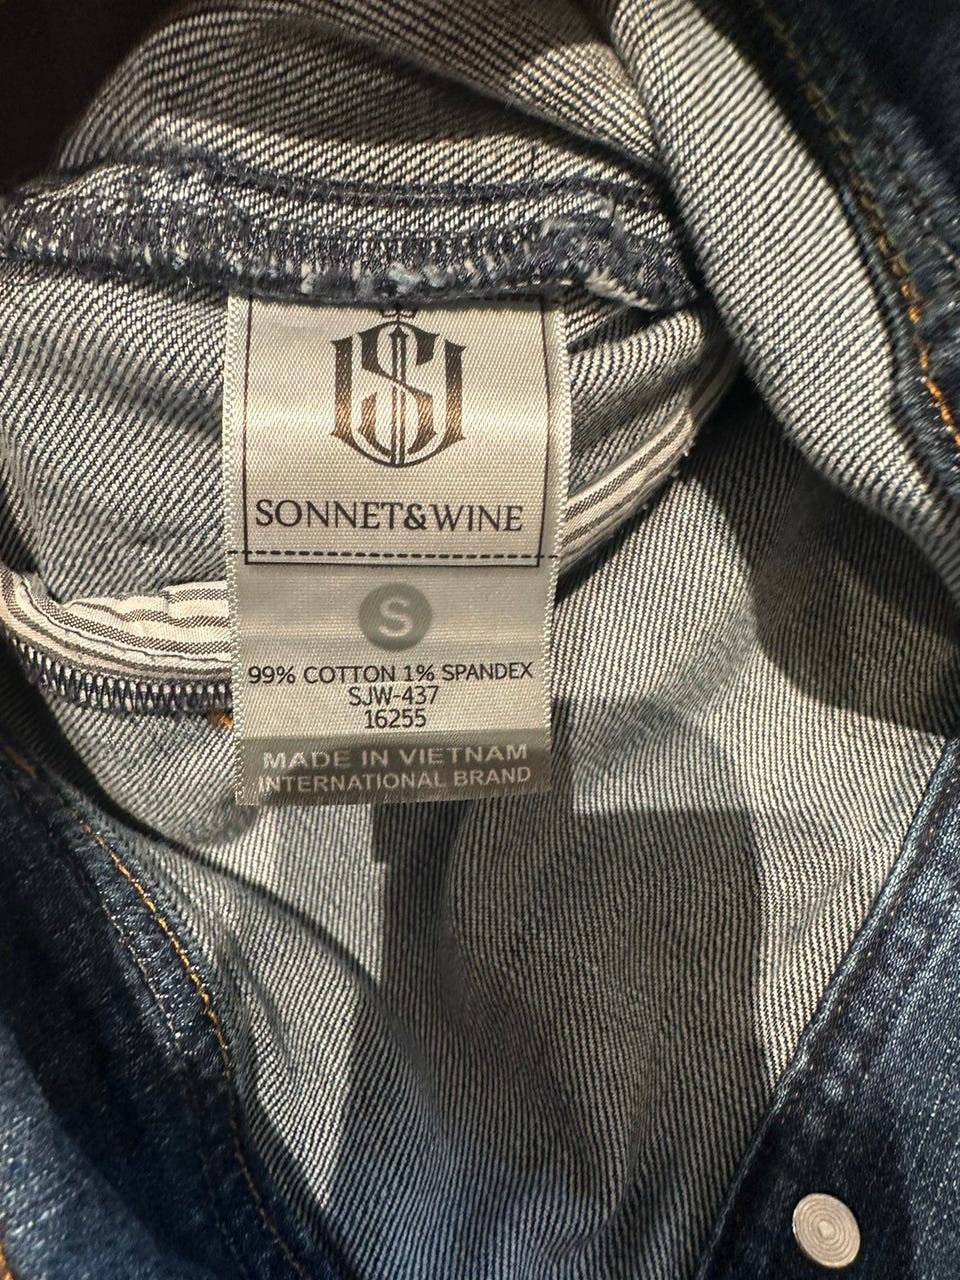 SONNET&WINE
S
99% COTTON 1% SPANDEX
SJW-437
16255
MADE IN VIETNAM
INTERNATIONAL BRAND